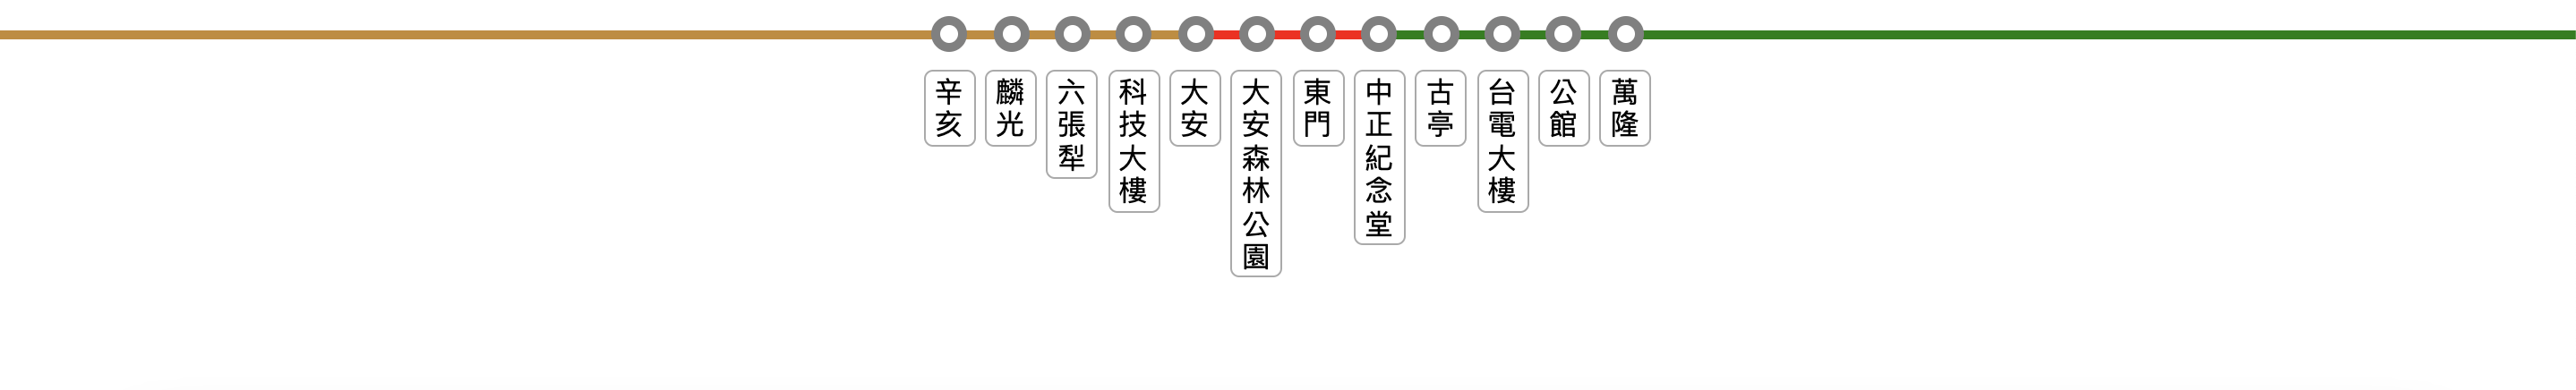 辛亥
麟光
六張犁
科技大樓
大安
大安森林公園
東門
中正紀念堂
古亭
台電大樓
公館
萬隆